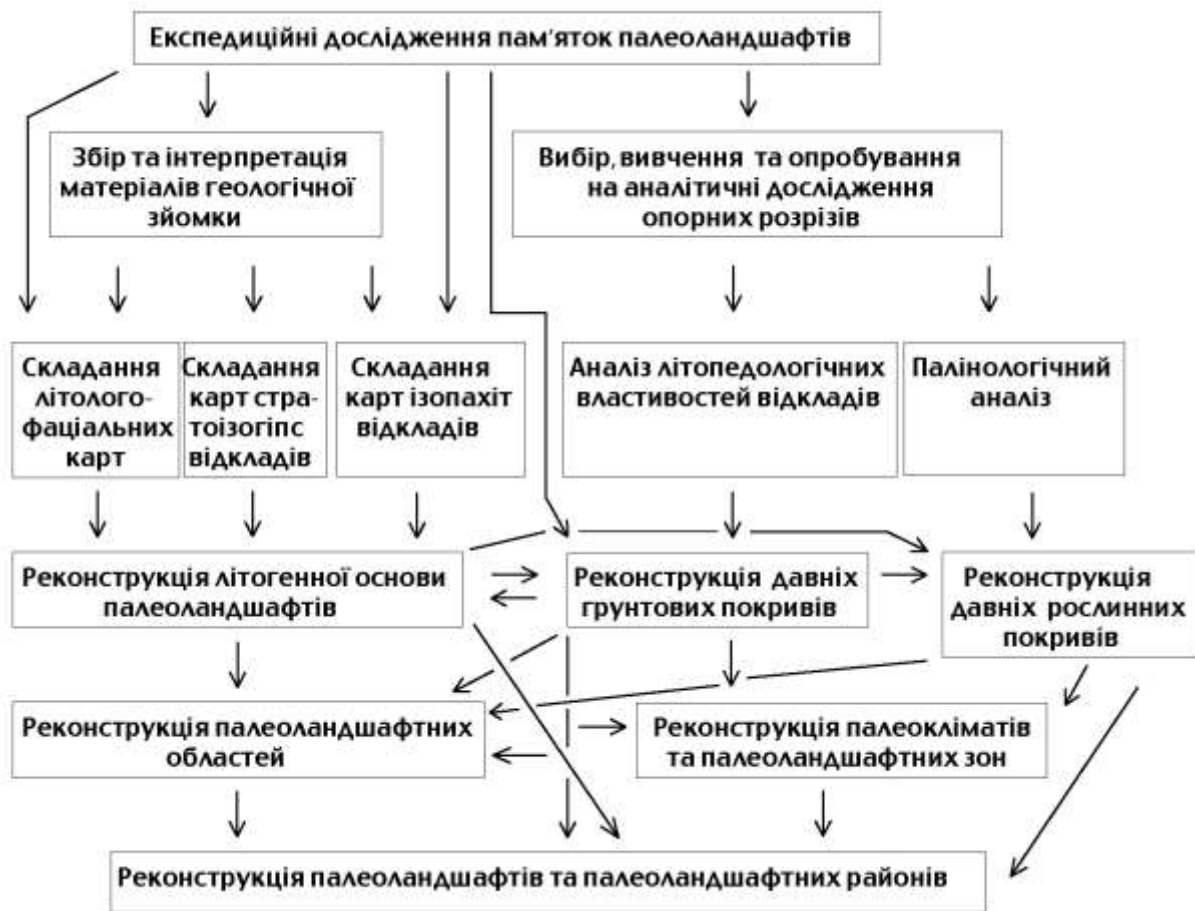 Експедиційні дослідження пам'яток палеоландшафтів
Збір та інтерпретація
матеріалів геологічної
зйомки
Вибір, вивчення та опробування
на аналітичні дослідження
опорних розрізів
Складання
літолого-
фаціальних
карт
Складання
карт стра-
тоізогіпс
відкладів
Складання
карт ізопахіт
відкладів
Аналіз літопедологічних
властивостей відкладів
Палінологічний
аналіз
Реконструкція літогенної основи
палеоландшафтів
Реконструкція давніх
грунтових покривів
Реконструкція
давніх рослинних
покривів
Реконструкція палеоландшафтних
областей
Реконструкція палеокліматів
та палеоландшафтних зон
Реконструкція палеоландшафтів та палеоландшафтних районів